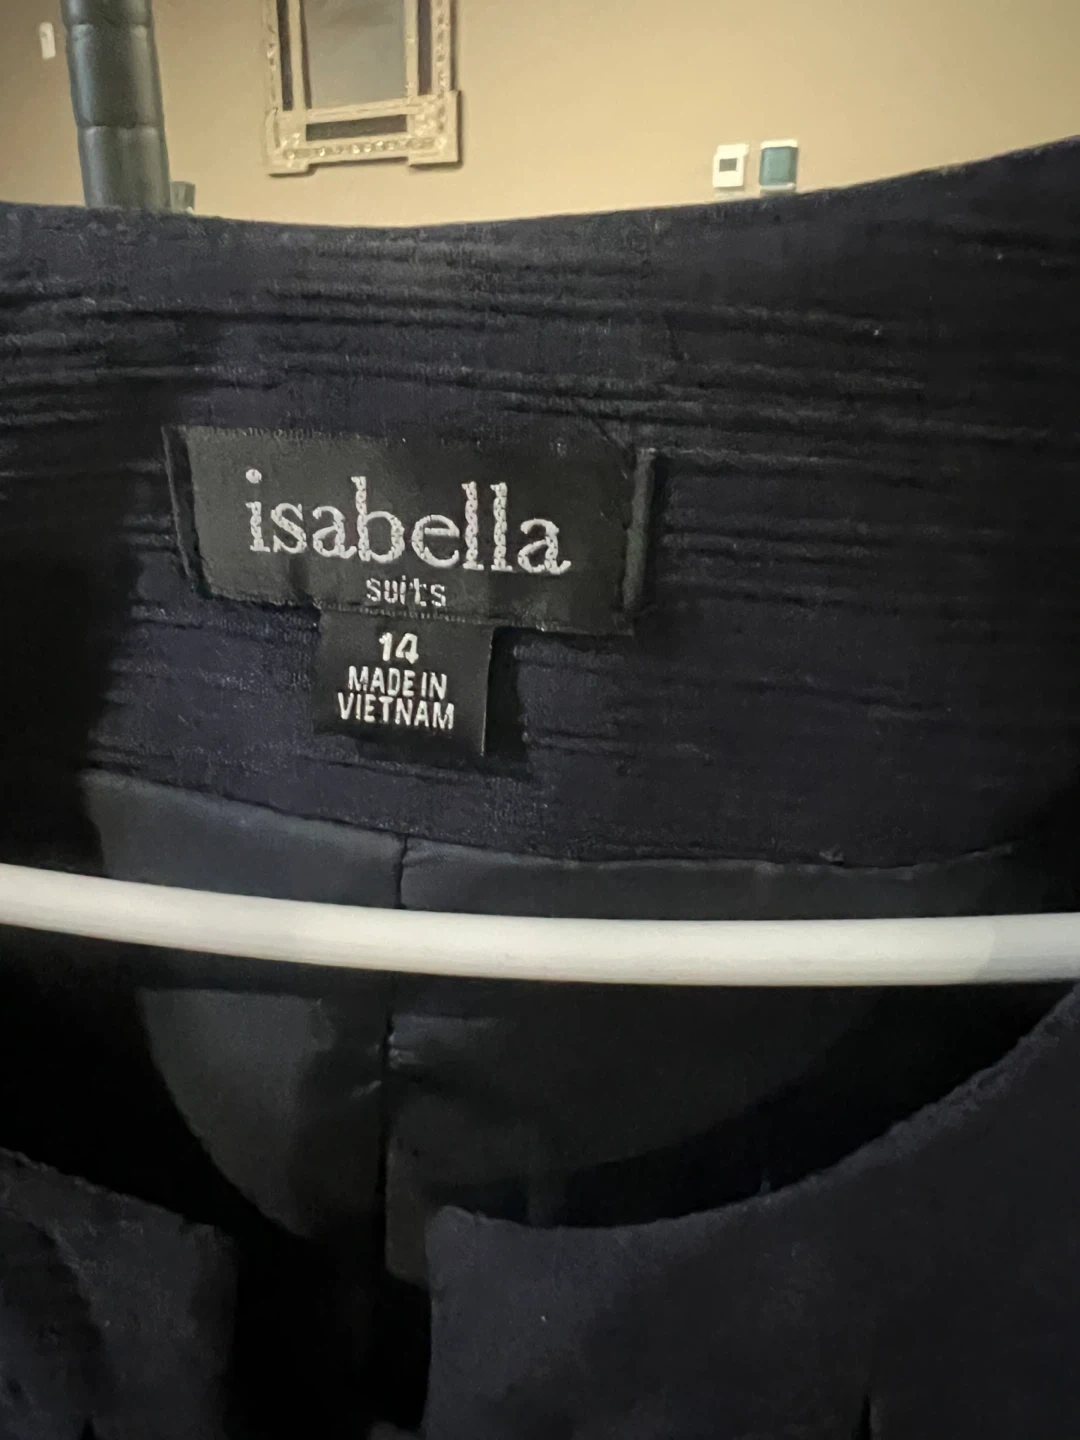 isabella
suits
14
MADE IN
VIETNAM